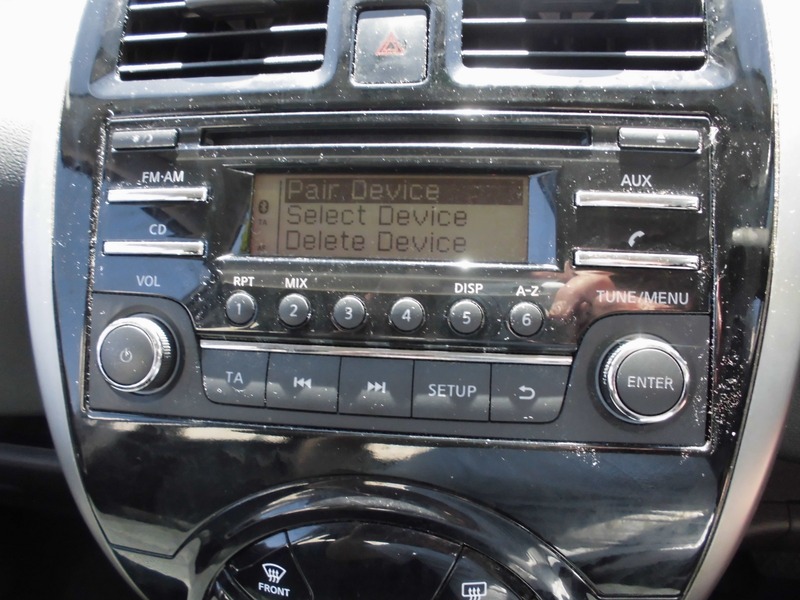 FM·AM
AUX
Pair Device
Select Device
Delete Device
TA
CD
VOL
RPT
MIX
DISP
A-Z
TUNE/MENU
1
2
3
4
5
6
TA
SETUP
ENTER
FRONT